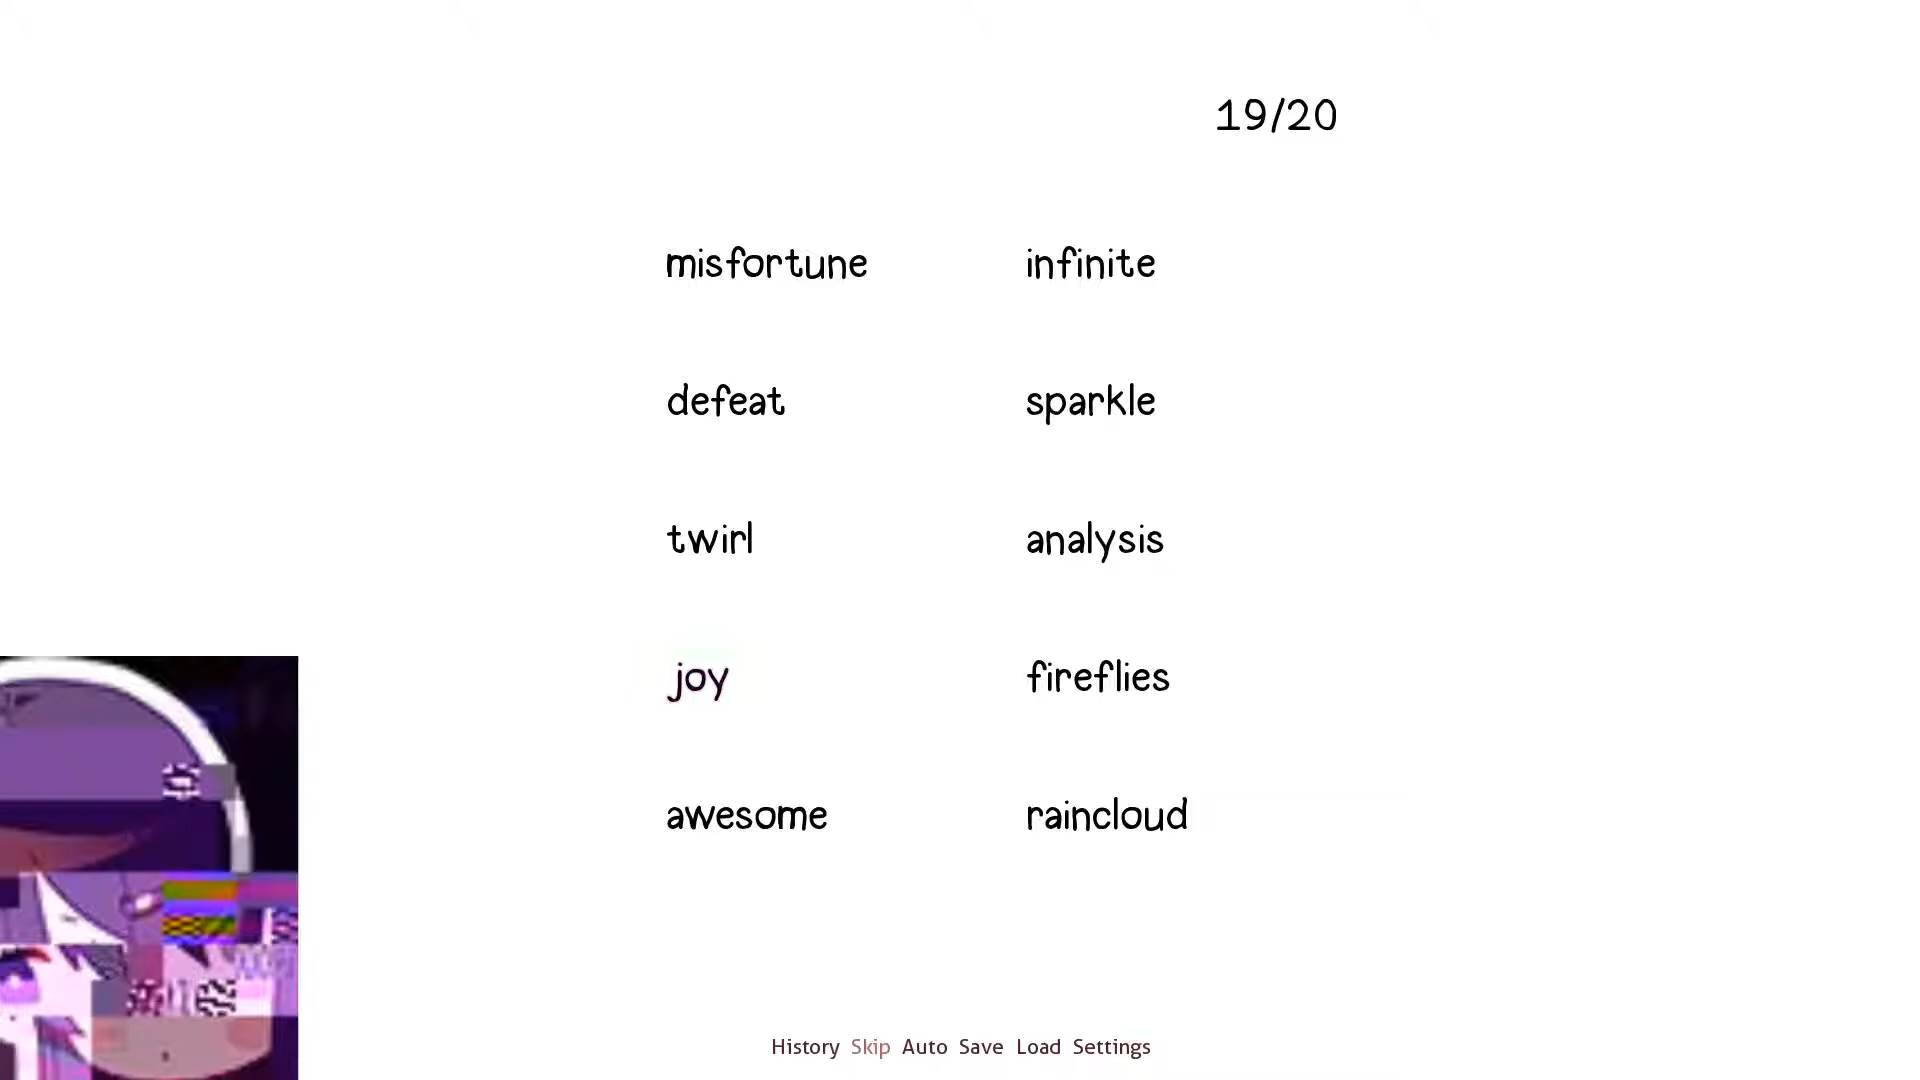 19/20
misfortune infinite
defeat sparkle
twirl analysis
joy fireflies
awesome raincloud
History Skip Auto Save Load Settings